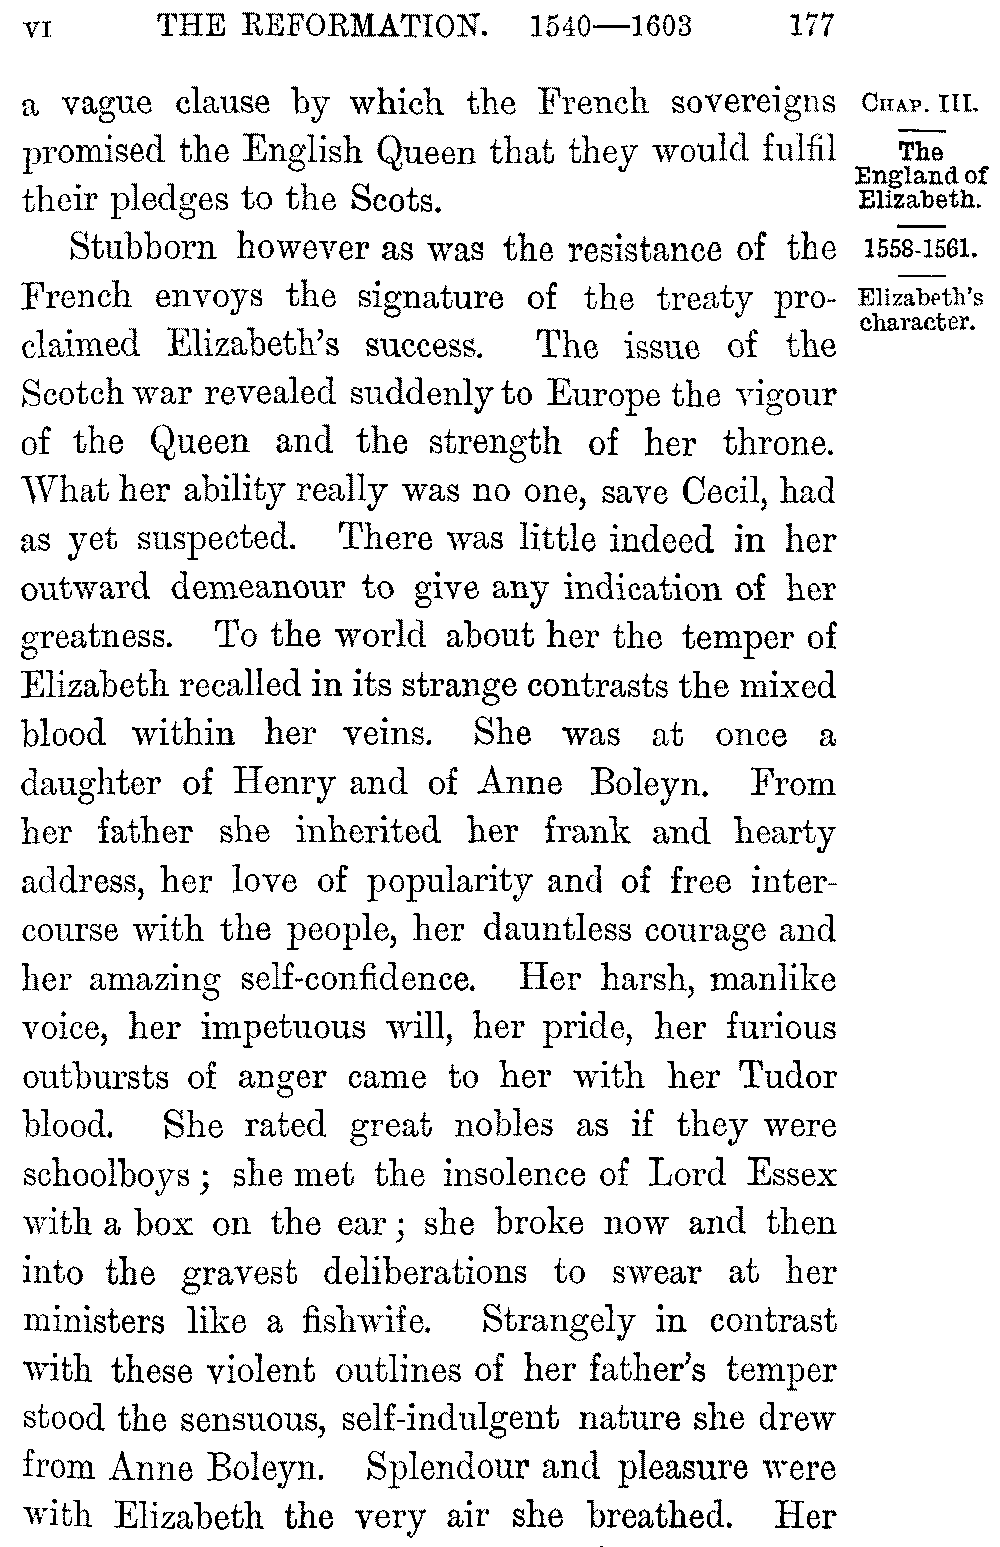 VI THE REFORMATION. 1540—1603 177
a vague clause by which the French sovereigns
promised the English Queen that they would fulfil
their pledges to the Scots.
Stubborn however as was the resistance of the
French envoys the signature of the treaty pro-
claimed Elizabeth's success. The issue of the
Scotch war revealed suddenly to Europe the vigour
of the Queen and the strength of her throne.
What her ability really was no one, save Cecil, had
as yet suspected. There was little indeed in her
outward demeanour to give any indication of her
greatness. To the world about her the temper of
Elizabeth recalled in its strange contrasts the mixed
blood within her veins. She was at once a
daughter of Henry and of Anne Boleyn. From
her father she inherited her frank and hearty
address, her love of popularity and of free inter-
course with the people, her dauntless courage and
her amazing self-confidence. Her harsh, manlike
voice, her impetuous will, her pride, her furious
outbursts of anger came to her with her Tudor
blood. She rated great nobles as if they were
schoolboys; she met the insolence of Lord Essex
with a box on the ear; she broke now and then
into the gravest deliberations to swear at her
ministers like a fishwife. Strangely in contrast
with these violent outlines of her father's temper
stood the sensuous, self-indulgent nature she drew
from Anne Boleyn. Splendour and pleasure were
with Elizabeth the very air she breathed. Her
CHAP. III.
The
England of
Elizabeth.
1558-1561.
Elizabeth's
character.